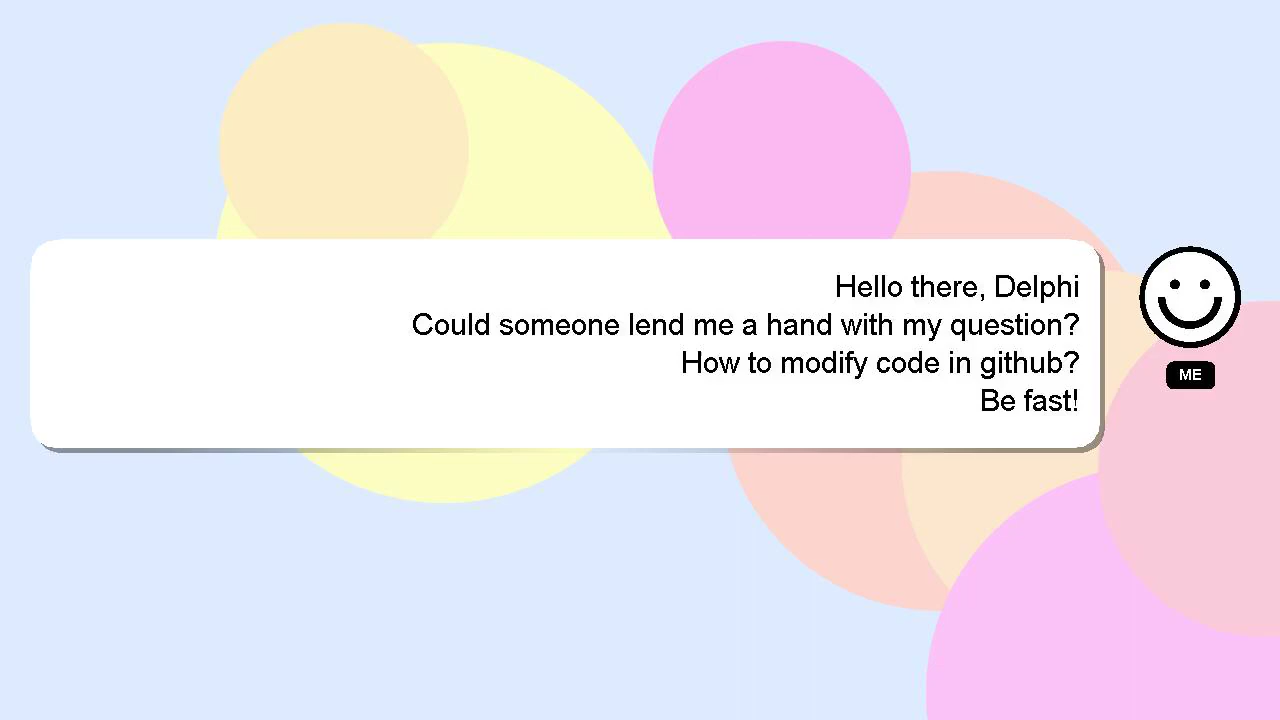 Hello there, Delphi
Could someone lend me a hand with my question?
How to modify code in github?
Be fast!
ME